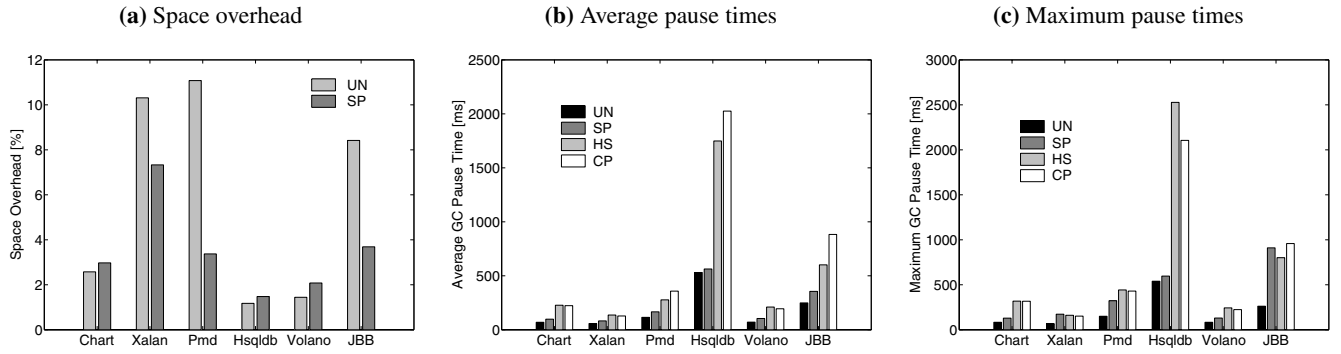 (a) Space overhead
12
10
8
6
4
2
0
Space Overhead [%]
UN
SP
Chart Xalan Pmd Hsqldb Volano JBB
(b) Average pause times
2500
2000
1500
1000
500
0
Average GC Pause Time [ms]
UN
SP
HS
CP
Chart Xalan Pmd Hsqldb Volano JBB
(c) Maximum pause times
3000
2500
2000
1500
1000
500
0
Maximum GC Pause Time [ms]
UN
SP
HS
CP
Chart Xalan Pmd Hsqldb Volano JBB